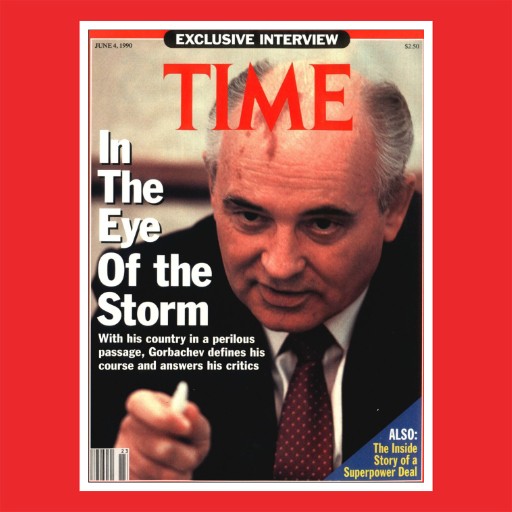 EXCLUSIVE INTERVIEW
JUNE 4, 1990
$2.50
TIME
In
The
Eye
Of the
Storm
With his country in a perilous
passage, Gorbachev defines his
course and answers his critics
23
ALSO:
The Inside
Story of a
Superpower Deal